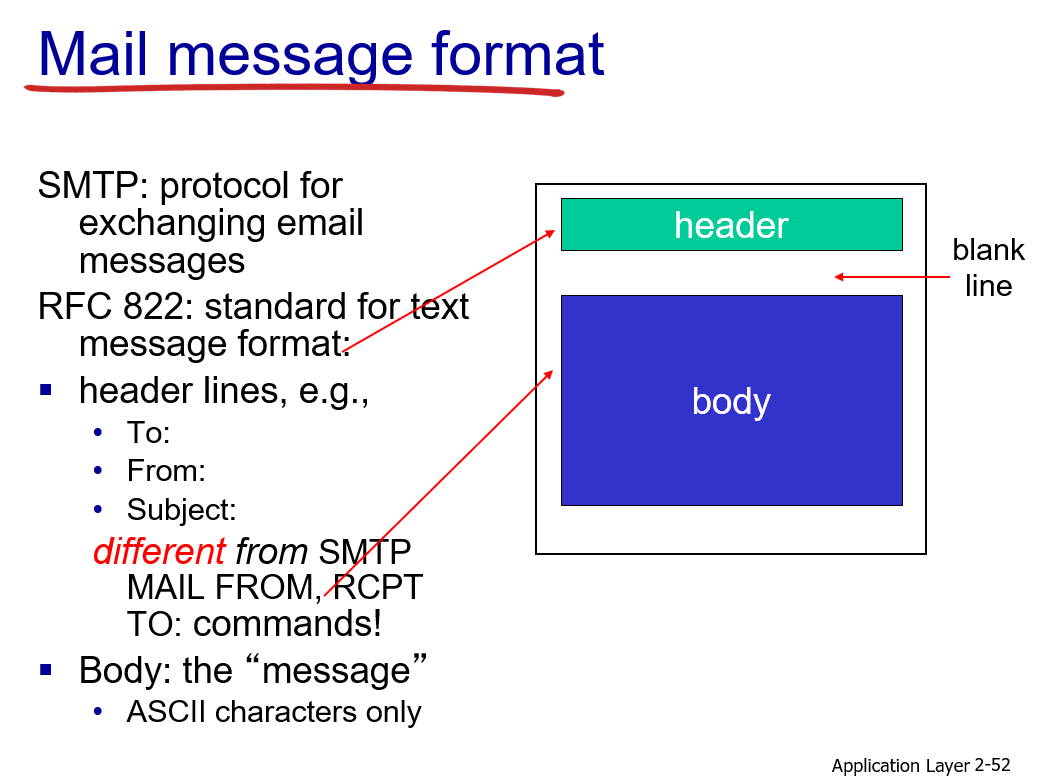 Mail message format
SMTP: protocol for
exchanging email
messages
RFC 822: standard for text
message format:
▪ header lines, e.g.,
• To:
• From:
• Subject:
different from SMTP
MAIL FROM, RCPT
TO: commands!
▪ Body: the “message”
• ASCII characters only
header
blank
line
body
Application Layer 2-52